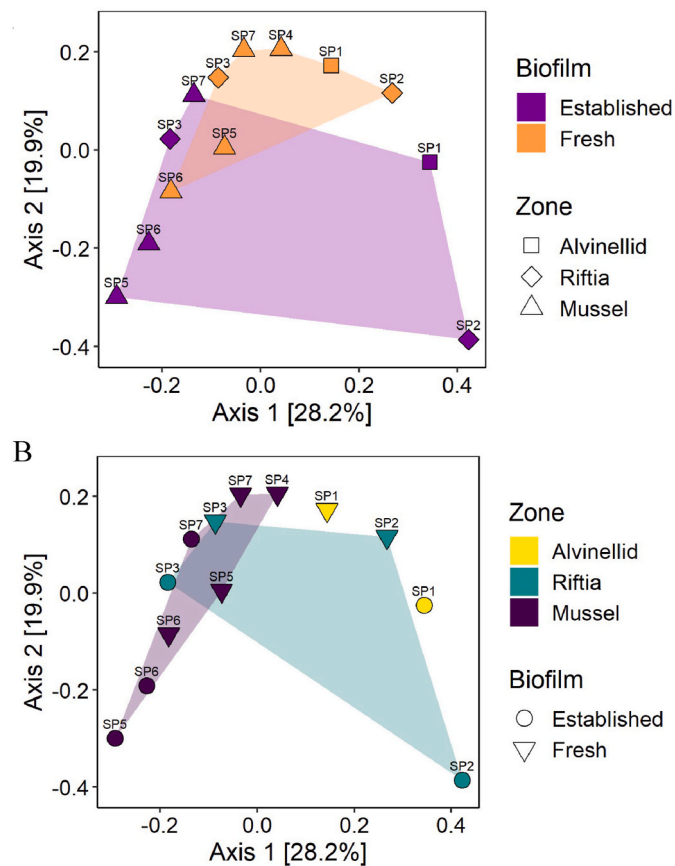 0.2
0.0
-0.2
-0.4
Axis 2 [19.9%]
SP7
SP4
SP1
SP3
SP2
SP7
SP3
SP5
SP1
SP6
SP6
SP5
SP2
-0.2
0.0
0.2
0.4
Axis 1 [28.2%]
Biofilm
Established
Fresh
Zone
Alvinellid
Riftia
Mussel
B
0.2
0.0
-0.2
-0.4
Axis 2 [19.9%]
SP7
SP4
SP1
SP3
SP2
SP7
SP3
SP5
SP1
SP6
SP6
SP5
SP2
-0.2
0.0
0.2
0.4
Axis 1 [28.2%]
Zone
Alvinellid
Riftia
Mussel
Biofilm
Established
Fresh